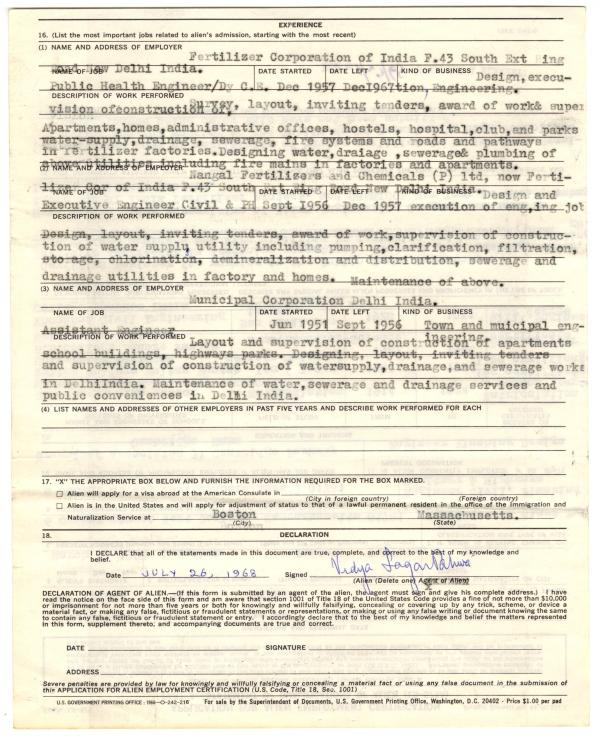 EXPERIENCE
16. (List the most important jobs related to alien's admission, starting with the most recent)
(1) NAME AND ADDRESS OF EMPLOYER
Fertilizer Corporation of India F.43 South Ext Ring
Road New Delhi India.
NAME OF JOB DATE STARTED DATE LEFT KIND OF BUSINESS
Design,execu-
Public Health Engineer/Dy C.E. Dec 1957 Dec1967tion, Engineering.
DESCRIPTION OF WORK PERFORMED
Survey, layout, inviting tenders, award of work& super
vision ofconstruction of,
Apartments,homes,administrative offices, hostels, hospital,club,and parks
water-supply,drainage, sewerage, fire systems and roads and pathways
in fertilizer factories.Designing water,draiage ,sewerage& plumbing of
above utilities including fire mains in factories and apartments.
(2) NAME AND ADDRESS OF EMPLOYER
Nangal Fertilizers and Chemicals (P) ltd, now Ferti-
lizer Cor of India F.43 South Ext Ring Road New Delhi India.
NAME OF JOB DATE STARTED DATE LEFT KIND OF BUSINESS
Design and
Executive Engineer Civil & PH Sept 1956 Dec 1957 execution of eng,ing job
DESCRIPTION OF WORK PERFORMED
Design, layout, inviting tenders, award of work,supervision of construc-
tion of water supply, utility including pumping,clarification, filtration,
storage, chlorination, demineralization and distribution, sewerage and
drainage utilities in factory and homes. Maintenance of above.
(3) NAME AND ADDRESS OF EMPLOYER
Municipal Corporation Delhi India.
NAME OF JOB DATE STARTED DATE LEFT KIND OF BUSINESS
Jun 1951 Sept 1956 Town and muicipal eng-
Assistant Engineer ineering.
DESCRIPTION OF WORK PERFORMED
Layout and supervision of construction of apartments
school buildings, highways parks. Designing, layout, inviting tenders
and supervision of construction of watersupply,drainage,and sewerage works
in DelhiIndia. Maintenance of water,sewerage and drainage services and
public conveniences in Delhi India.
(4) LIST NAMES AND ADDRESSES OF OTHER EMPLOYERS IN PAST FIVE YEARS AND DESCRIBE WORK PERFORMED FOR EACH
17. "X" THE APPROPRIATE BOX BELOW AND FURNISH THE INFORMATION REQUIRED FOR THE BOX MARKED.
Alien will apply for a visa abroad at the American Consulate in
(City in foreign country) (Foreign country)
Alien is in the United States and will apply for adjustment of status to that of a lawful permanent resident in the office of the Immigration and
Naturalization Service at Boston Massachusetts.
(City) (State)
18. DECLARATION
I DECLARE that all of the statements made in this document are true, complete, and correct to the best of my knowledge and
belief.
Date JULY 26, 1968 Signed Vidya Sagar
(Alien (Delete one) Agent of Alien)
DECLARATION OF AGENT OF ALIEN.—(If this form is submitted by an agent of the alien, the agent must sign and give his complete address.) I have
read the notice on the face side of this form and am aware that section 1001 of Title 18 of the United States Code provides a fine of not more than $10,000
or imprisonment for not more than five years or both for knowingly and willfully falsifying, concealing or covering up by any trick, scheme, or device a
material fact, or making any false, fictitious or fraudulent statements or representations, or making or using any false writing or document knowing the same
to contain any false, fictitious or fraudulent statement or entry. I accordingly declare that to the best of my knowledge and belief the matters represented
in this form, supplement thereto, and accompanying documents are true and correct.
DATE SIGNATURE
ADDRESS
Severe penalties are provided by law for knowingly and willfully falsifying or concealing a material fact or using any false document in the submission of
this APPLICATION FOR ALIEN EMPLOYMENT CERTIFICATION (U.S. Code, Title 18, Sec. 1001)
U.S. GOVERNMENT PRINTING OFFICE : 1966—O-242-216 For sale by the Superintendent of Documents, U.S. Government Printing Office, Washington, D.C. 20402 - Price $1.00 per pad